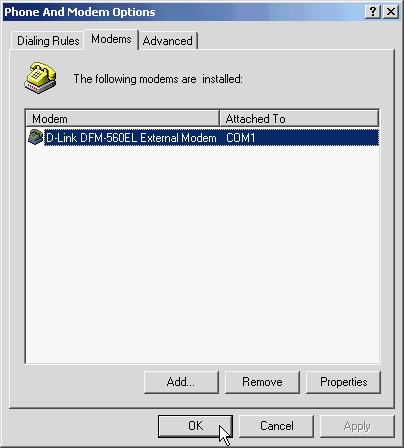 Phone And Modem Options
Dialing Rules Modems Advanced
The following modems are installed:
Modem Attached To
D-Link DFM-560EL External Modem COM1
Add... Remove Properties
OK Cancel Apply